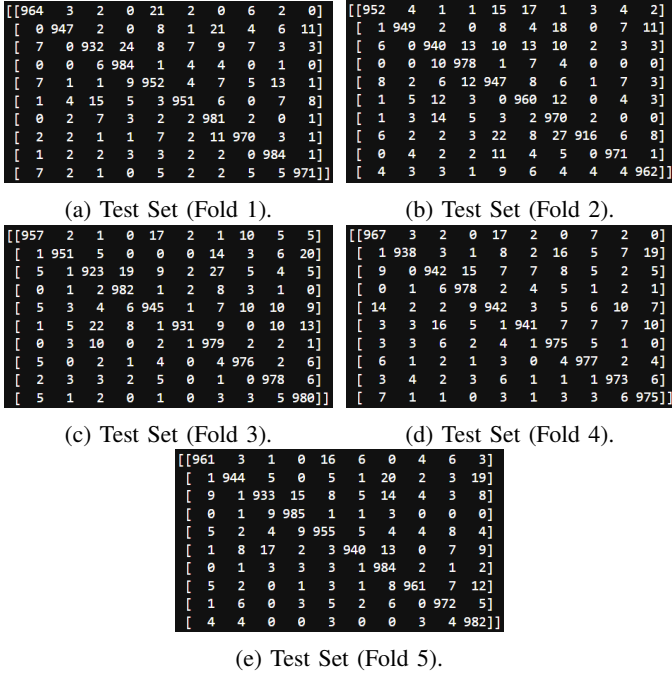 [[964 3 2 0 21 2 0 6 2 0]
[ 0 947 2 0 8 1 21 4 6 11]
[ 7 0 932 24 8 7 9 7 3 3]
[ 0 0 6 984 1 4 4 0 1 0]
[ 7 1 1 9 952 4 7 5 13 1]
[ 1 4 15 5 3 951 6 0 7 8]
[ 0 2 7 3 2 2 981 2 0 1]
[ 2 2 1 1 7 2 11 970 3 1]
[ 1 2 2 3 3 2 2 0 984 1]
[ 7 2 1 0 5 2 2 5 5 971]]
(a) Test Set (Fold 1).
[[952 4 1 1 15 17 1 3 4 2]
[ 1 949 2 0 8 4 18 0 7 11]
[ 6 0 940 13 10 13 10 2 3 3]
[ 0 0 10 978 1 7 4 0 0 0]
[ 8 2 6 12 947 8 6 1 7 3]
[ 1 5 12 3 0 960 12 0 4 3]
[ 1 3 14 5 3 2 970 2 0 0]
[ 6 2 2 3 22 8 27 916 6 8]
[ 0 4 2 2 11 4 5 0 971 1]
[ 4 3 3 1 9 6 4 4 4 962]]
(b) Test Set (Fold 2).
[[957 2 1 0 17 2 1 10 5 5]
[ 1 951 5 0 0 0 14 3 6 20]
[ 5 1 923 19 9 2 27 5 4 5]
[ 0 1 2 982 1 2 8 3 1 0]
[ 5 3 4 6 945 1 7 10 10 9]
[ 1 5 22 8 1 931 9 0 10 13]
[ 0 3 10 0 2 1 979 2 2 1]
[ 5 0 2 1 4 0 4 976 2 6]
[ 2 3 3 2 5 0 1 0 978 6]
[ 5 1 2 0 1 0 3 3 5 980]]
(c) Test Set (Fold 3).
[[967 3 2 0 17 2 0 7 2 0]
[ 1 938 3 1 8 2 16 5 7 19]
[ 9 0 942 15 7 7 8 5 2 5]
[ 0 1 6 978 2 4 5 1 2 1]
[ 14 2 2 9 942 3 5 6 10 7]
[ 3 3 16 5 1 941 7 7 7 10]
[ 3 3 6 2 4 1 975 5 1 0]
[ 6 1 2 1 3 0 4 977 2 4]
[ 3 4 2 3 6 1 1 1 973 6]
[ 7 1 1 0 3 1 3 3 6 975]]
(d) Test Set (Fold 4).
[[961 3 1 0 16 6 0 4 6 3]
[ 1 944 5 0 5 1 20 2 3 19]
[ 9 1 933 15 8 5 14 4 3 8]
[ 0 1 9 985 1 1 3 0 0 0]
[ 5 2 4 9 955 5 4 4 8 4]
[ 1 8 17 2 3 940 13 0 7 9]
[ 0 1 3 3 3 1 984 2 1 2]
[ 5 2 0 1 3 1 8 961 7 12]
[ 1 6 0 3 5 2 6 0 972 5]
[ 4 4 0 0 3 0 0 3 4 982]]
(e) Test Set (Fold 5).